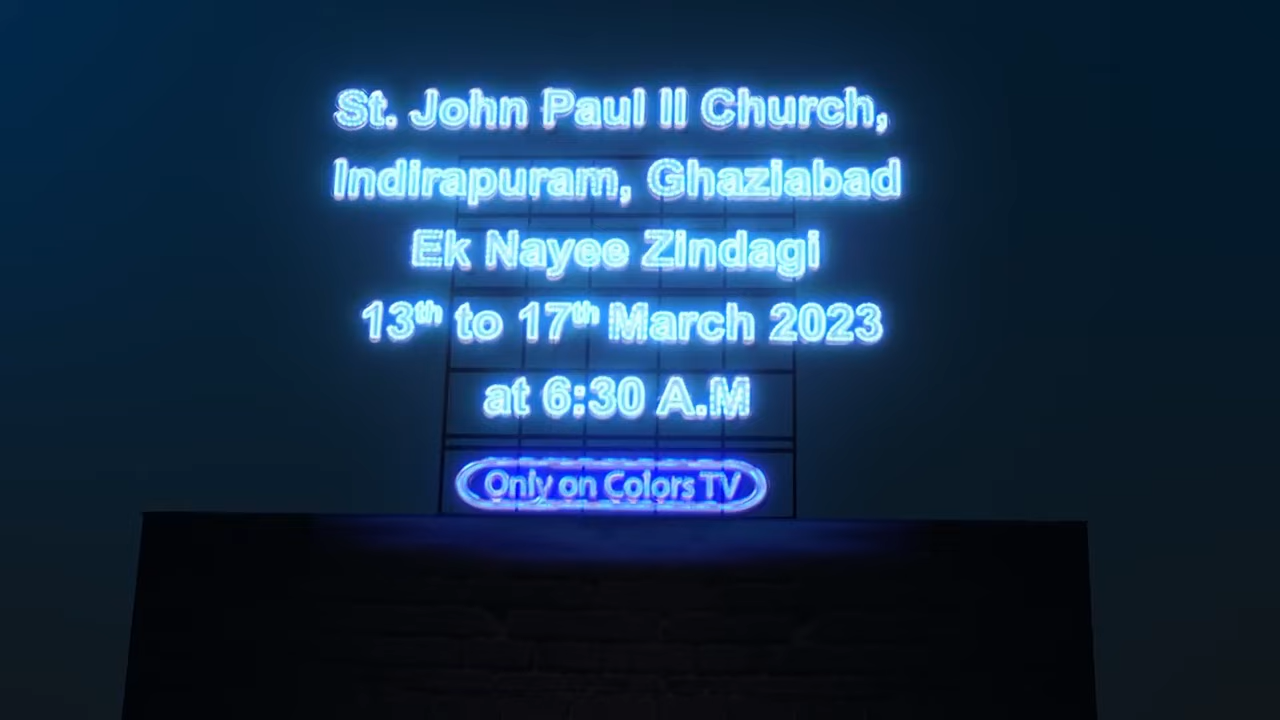 St. John Paul II Church,
Indirapuram, Ghaziabad
Ek Nayee Zindagi
13th to 17th March 2023
at 6:30 A.M
Only on Colors TV